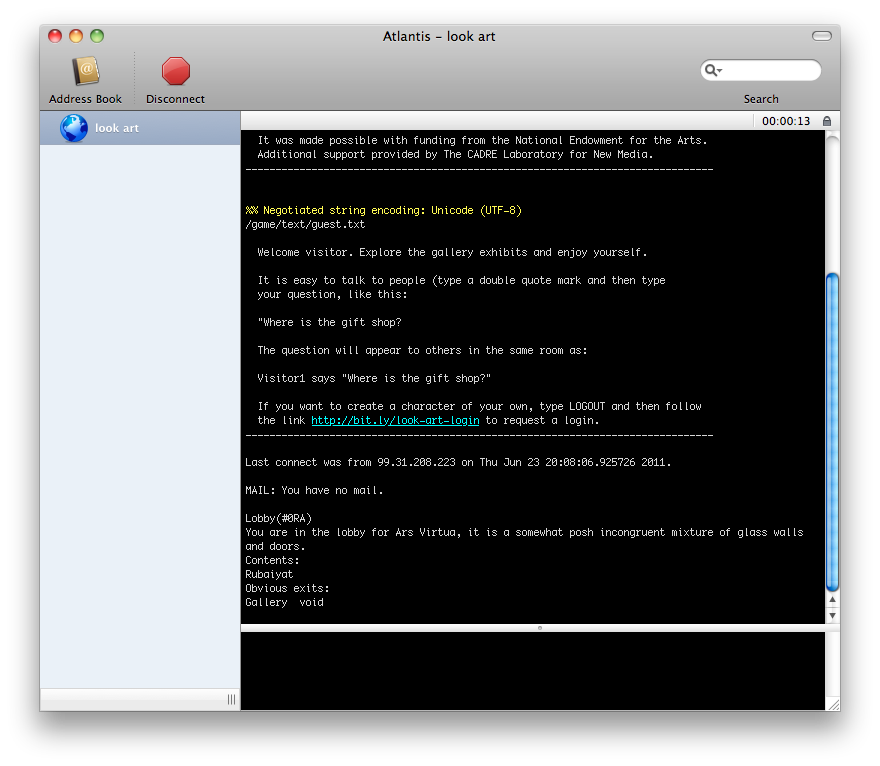 Atlantis – look art
Address Book
Disconnect
Search
look art
00:00:13
It was made possible with funding from the National Endowment for the Arts.
Additional support provided by The CADRE Laboratory for New Media.
------------------------------------------------------------------------------
%% Negotiated string encoding: Unicode (UTF-8)
/game/text/guest.txt
Welcome visitor. Explore the gallery exhibits and enjoy yourself.
It is easy to talk to people (type a double quote mark and then type
your question, like this:
"Where is the gift shop?
The question will appear to others in the same room as:
Visitor1 says "Where is the gift shop?"
If you want to create a character of your own, type LOGOUT and then follow
the link http://bit.ly/look-art-login to request a login.
------------------------------------------------------------------------------
Last connect was from 99.31.208.223 on Thu Jun 23 20:08:06.925726 2011.
MAIL: You have no mail.
Lobby(#0RA)
You are in the lobby for Ars Virtua, it is a somewhat posh incongruent mixture of glass walls
and doors.
Contents:
Rubaiyat
Obvious exits:
Gallery  void